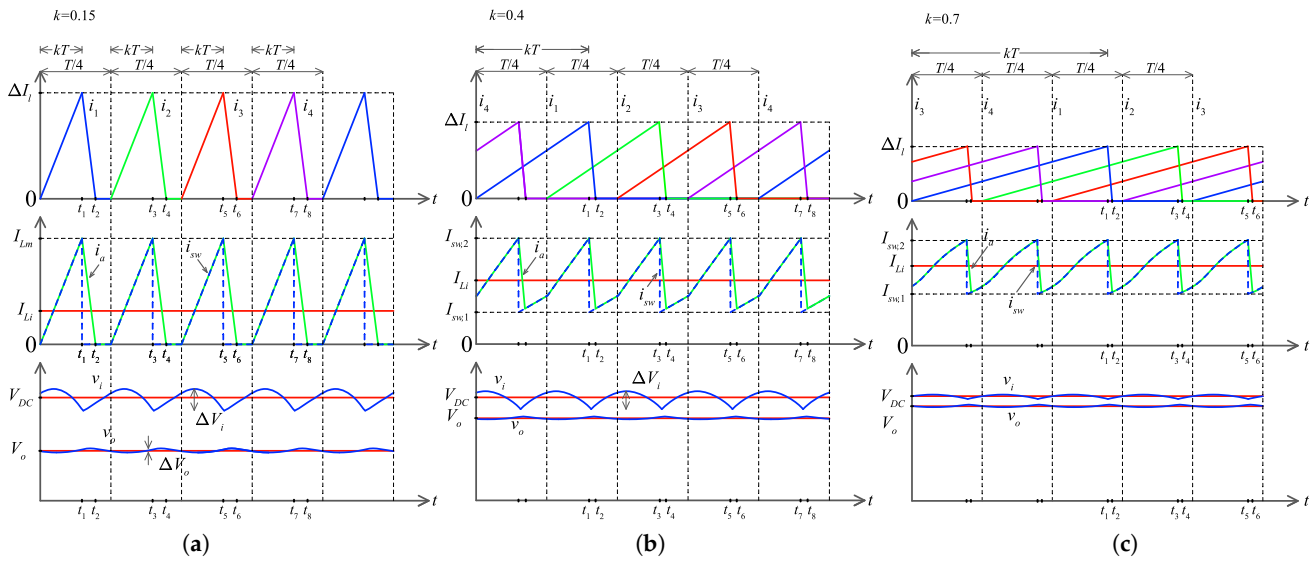 k=0.15
kT kT kT kT
T/4 T/4 T/4 T/4
ΔI_l
i_1 i_2 i_3 i_4
0
t_1 t_2 t_3 t_4 t_5 t_6 t_7 t_8
t
I_Lm
i_a i_sw
I_Li
0
t_1 t_2 t_3 t_4 t_5 t_6 t_7 t_8
t
v_i
V_DC
ΔV_i
v_o
V_o
ΔV_o
t_1 t_2 t_3 t_4 t_5 t_6 t_7 t_8
t
(a)
k=0.4
kT
T/4 T/4 T/4 T/4
i_4 i_1 i_2 i_3 i_4
ΔI_l
0
t_1 t_2 t_3 t_4 t_5 t_6 t_7 t_8
t
I_sw,2
i_a
I_Li
i_sw
I_sw,1
0
t_1 t_2 t_3 t_4 t_5 t_6 t_7 t_8
t
v_i
ΔV_i
V_DC
V_o
v_o
t_1 t_2 t_3 t_4 t_5 t_6 t_7 t_8
t
(b)
k=0.7
kT
T/4 T/4 T/4 T/4
i_3 i_4 i_1 i_2 i_3
ΔI_l
0
t_1 t_2 t_3 t_4 t_5 t_6
t
I_sw,2
i_a
I_Li
I_sw,1
i_sw
0
t_1 t_2 t_3 t_4 t_5 t_6
t
v_i
V_DC
V_o
v_o
t_1 t_2 t_3 t_4 t_5 t_6
t
(c)